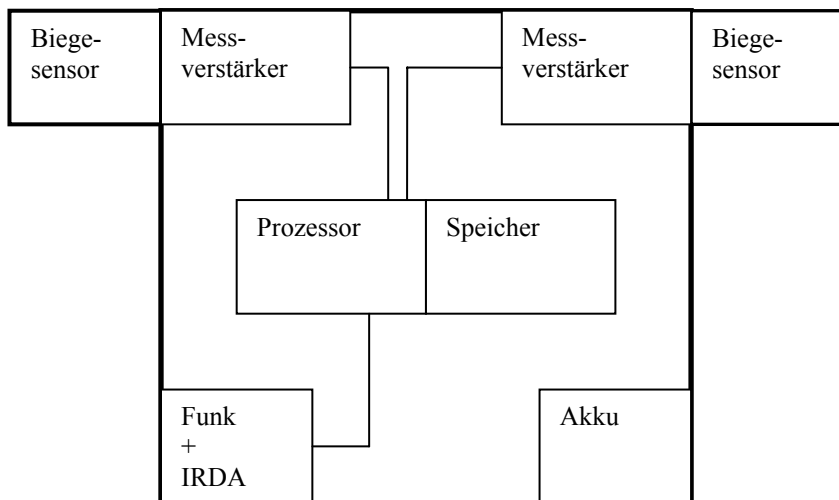 Biege-
sensor
Mess-
verstärker
Mess-
verstärker
Biege-
sensor
Prozessor
Speicher
Funk
+
IRDA
Akku